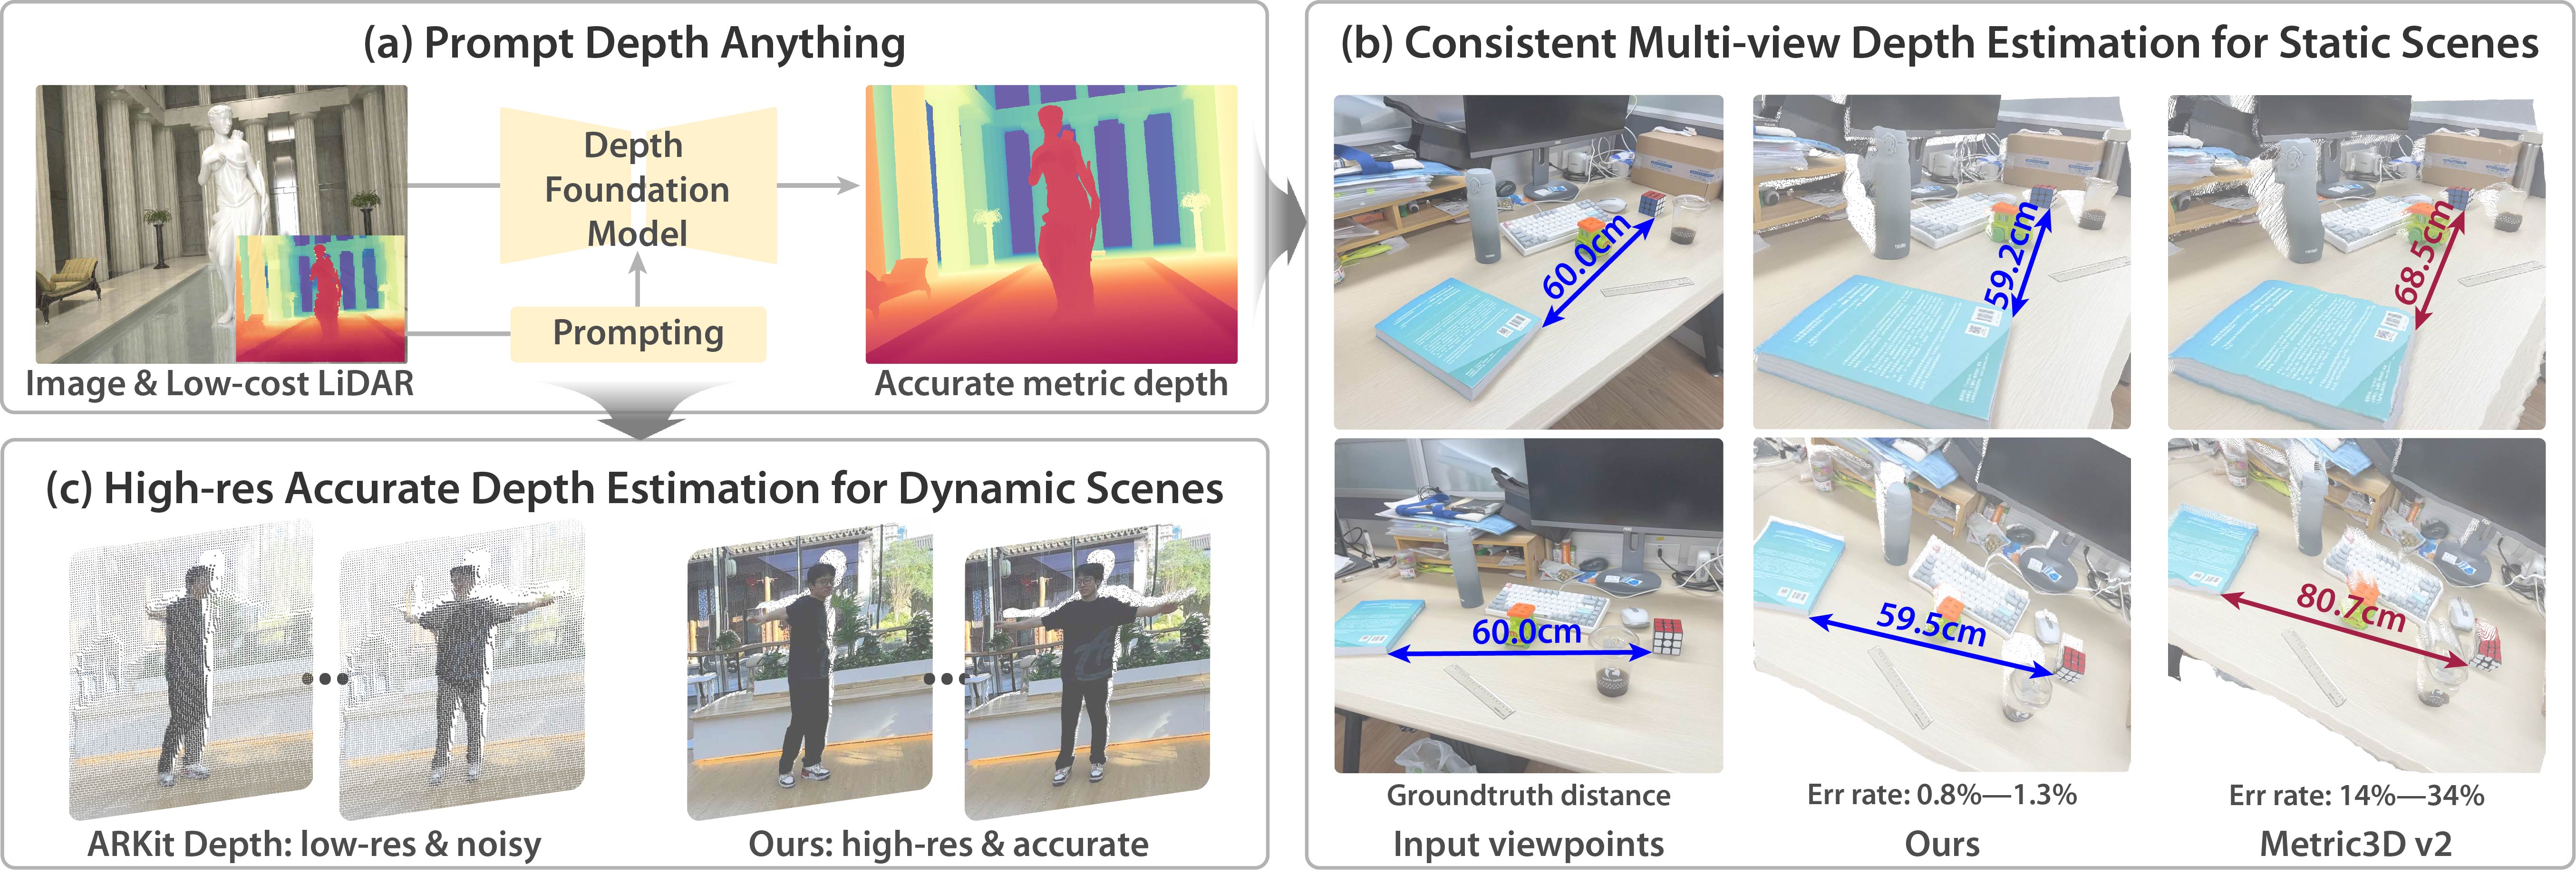 (a) Prompt Depth Anything
Depth
Foundation
Model
Prompting
Image & Low-cost LiDAR
Accurate metric depth
(b) Consistent Multi-view Depth Estimation for Static Scenes
60.0cm
59.2cm
68.5cm
60.0cm
59.5cm
80.7cm
Groundtruth distance
Err rate: 0.8%—1.3%
Err rate: 14%—34%
Input viewpoints
Ours
Metric3D v2
(c) High-res Accurate Depth Estimation for Dynamic Scenes
ARKit Depth: low-res & noisy
Ours: high-res & accurate